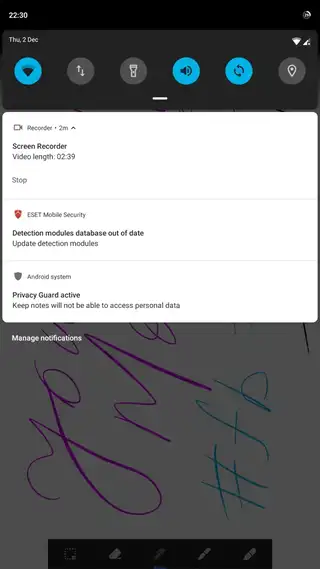 22:30
Thu, 2 Dec
Recorder • 2m
Screen Recorder
Video length: 02:39
Stop
ESET Mobile Security
Detection modules database out of date
Update detection modules
Android system
Privacy Guard active
Keep notes will not be able to access personal data
Manage notifications